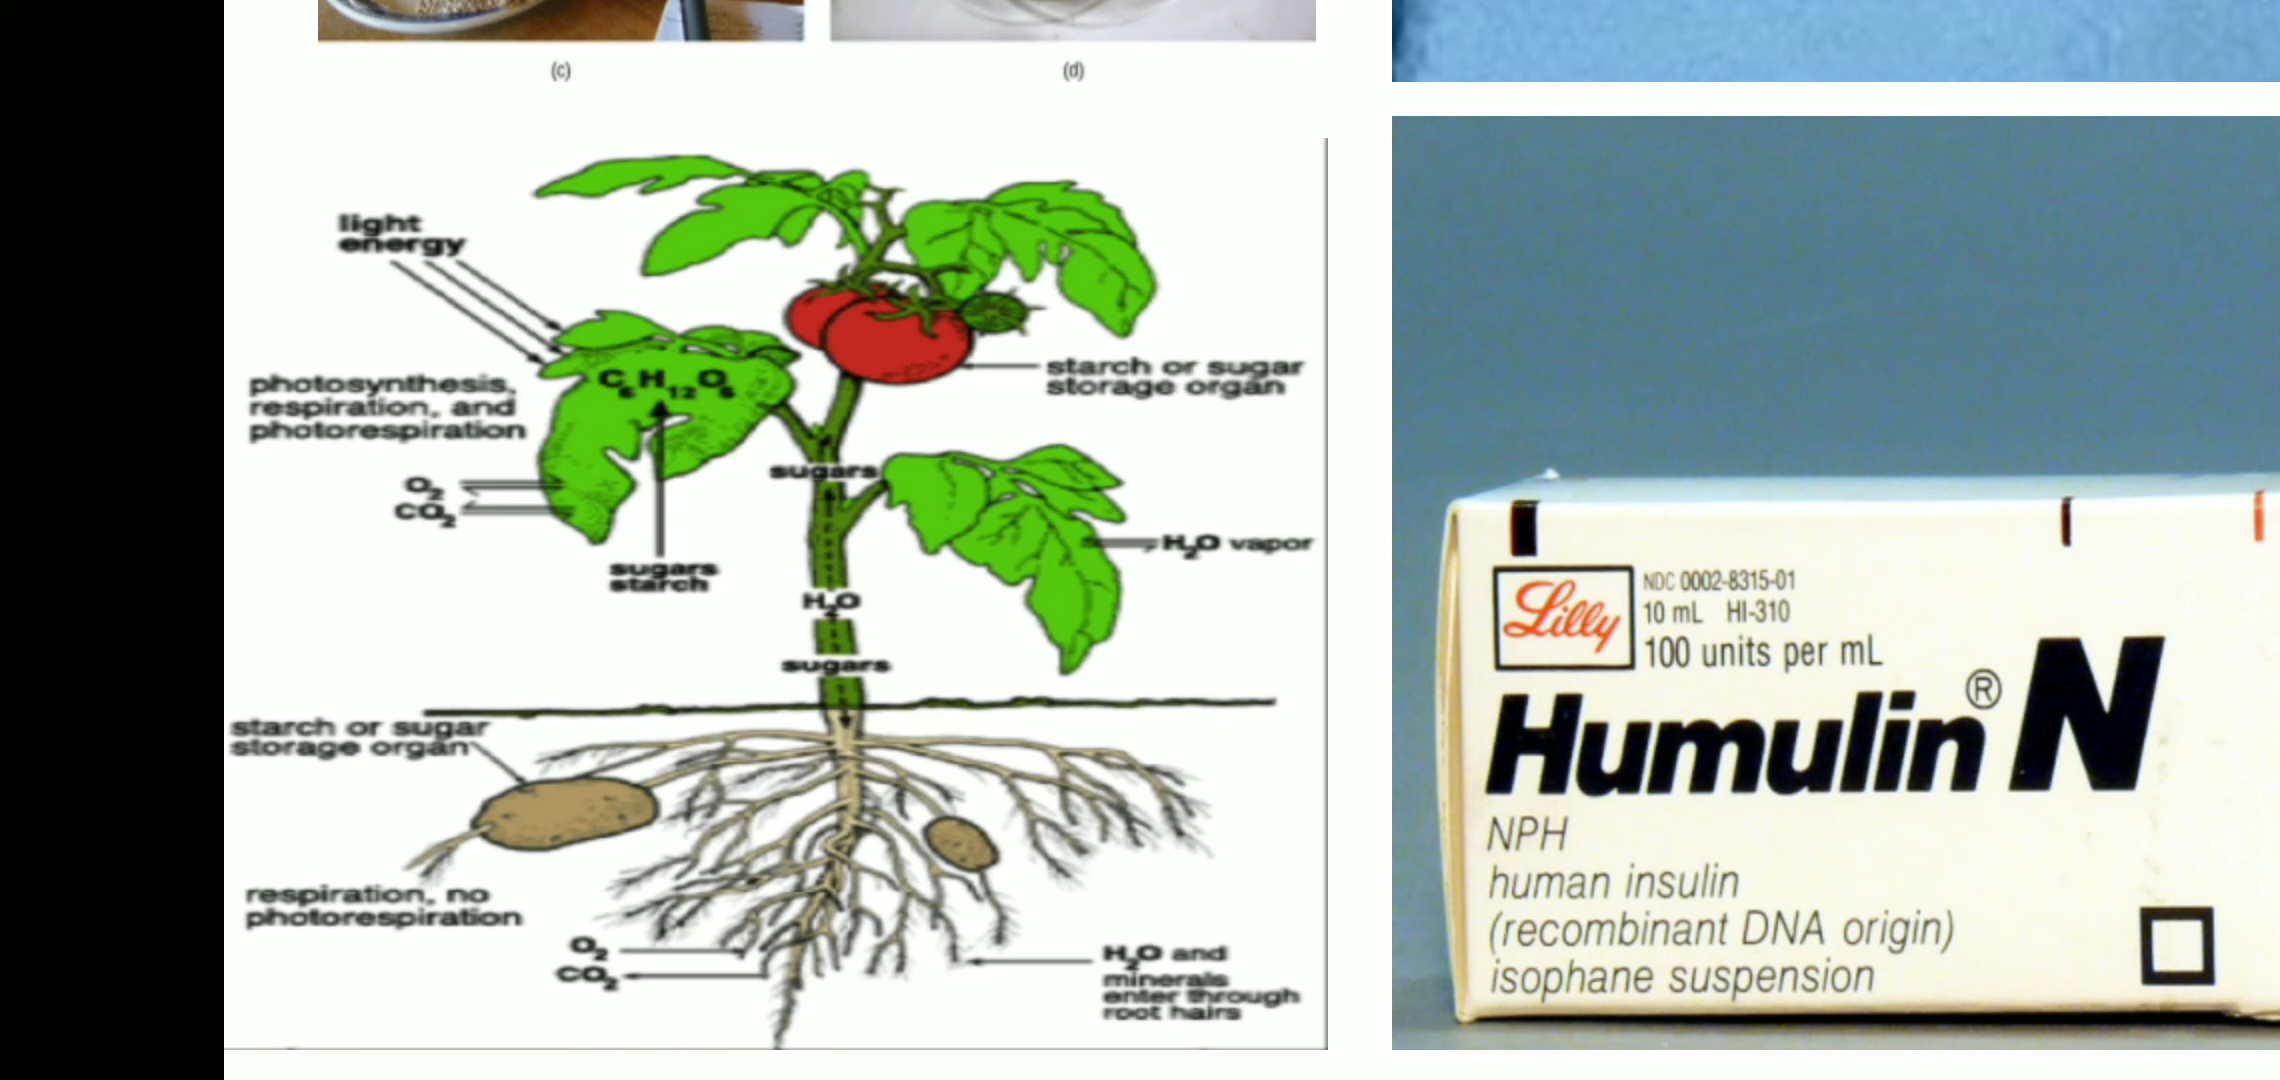 (c)
(d)
light
energy
photosynthesis,
respiration, and
photorespiration
C6H12O6
starch or sugar
storage organ
sugars
O2
CO2
sugars
starch
H2O vapor
H2O
sugars
starch or sugar
storage organ
respiration, no
photorespiration
O2
CO2
H2O and
minerals
enter through
root hairs
Lilly
NDC 0002-8315-01
10 mL HI-310
100 units per mL
Humulin® N
NPH
human insulin
(recombinant DNA origin)
isophane suspension